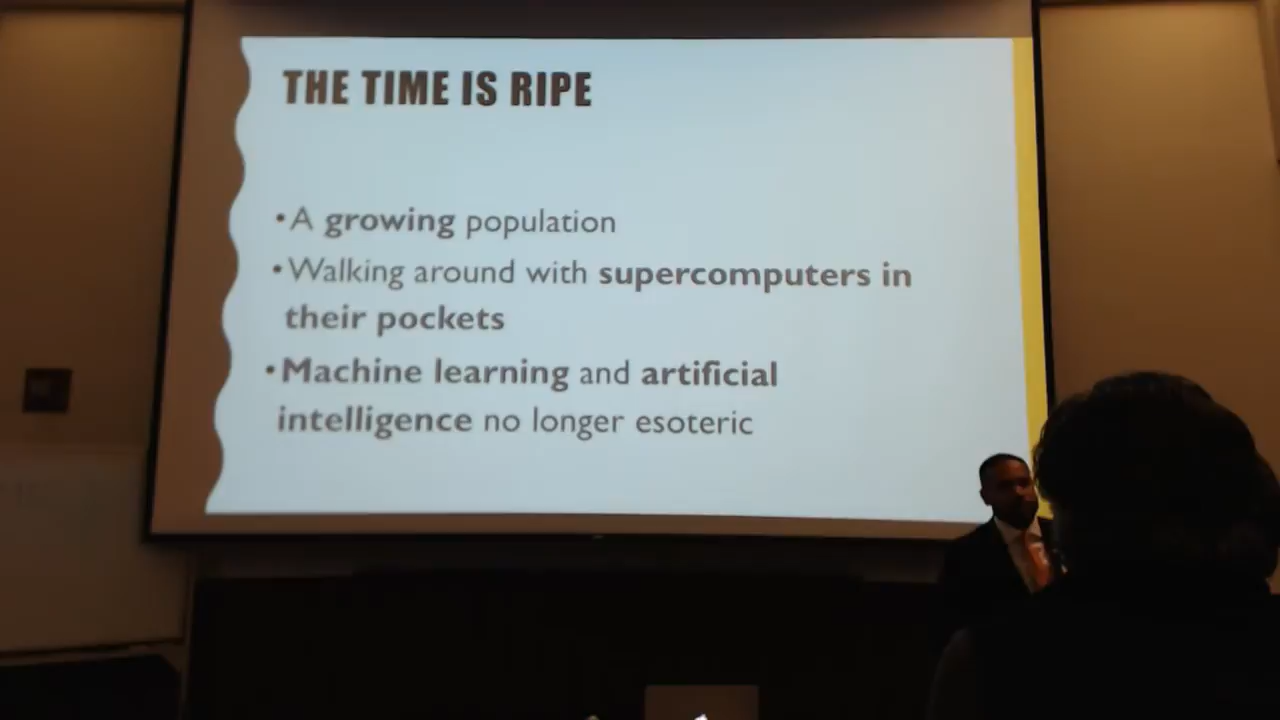 THE TIME IS RIPE
•A growing population
•Walking around with supercomputers in
their pockets
•Machine learning and artificial
intelligence no longer esoteric